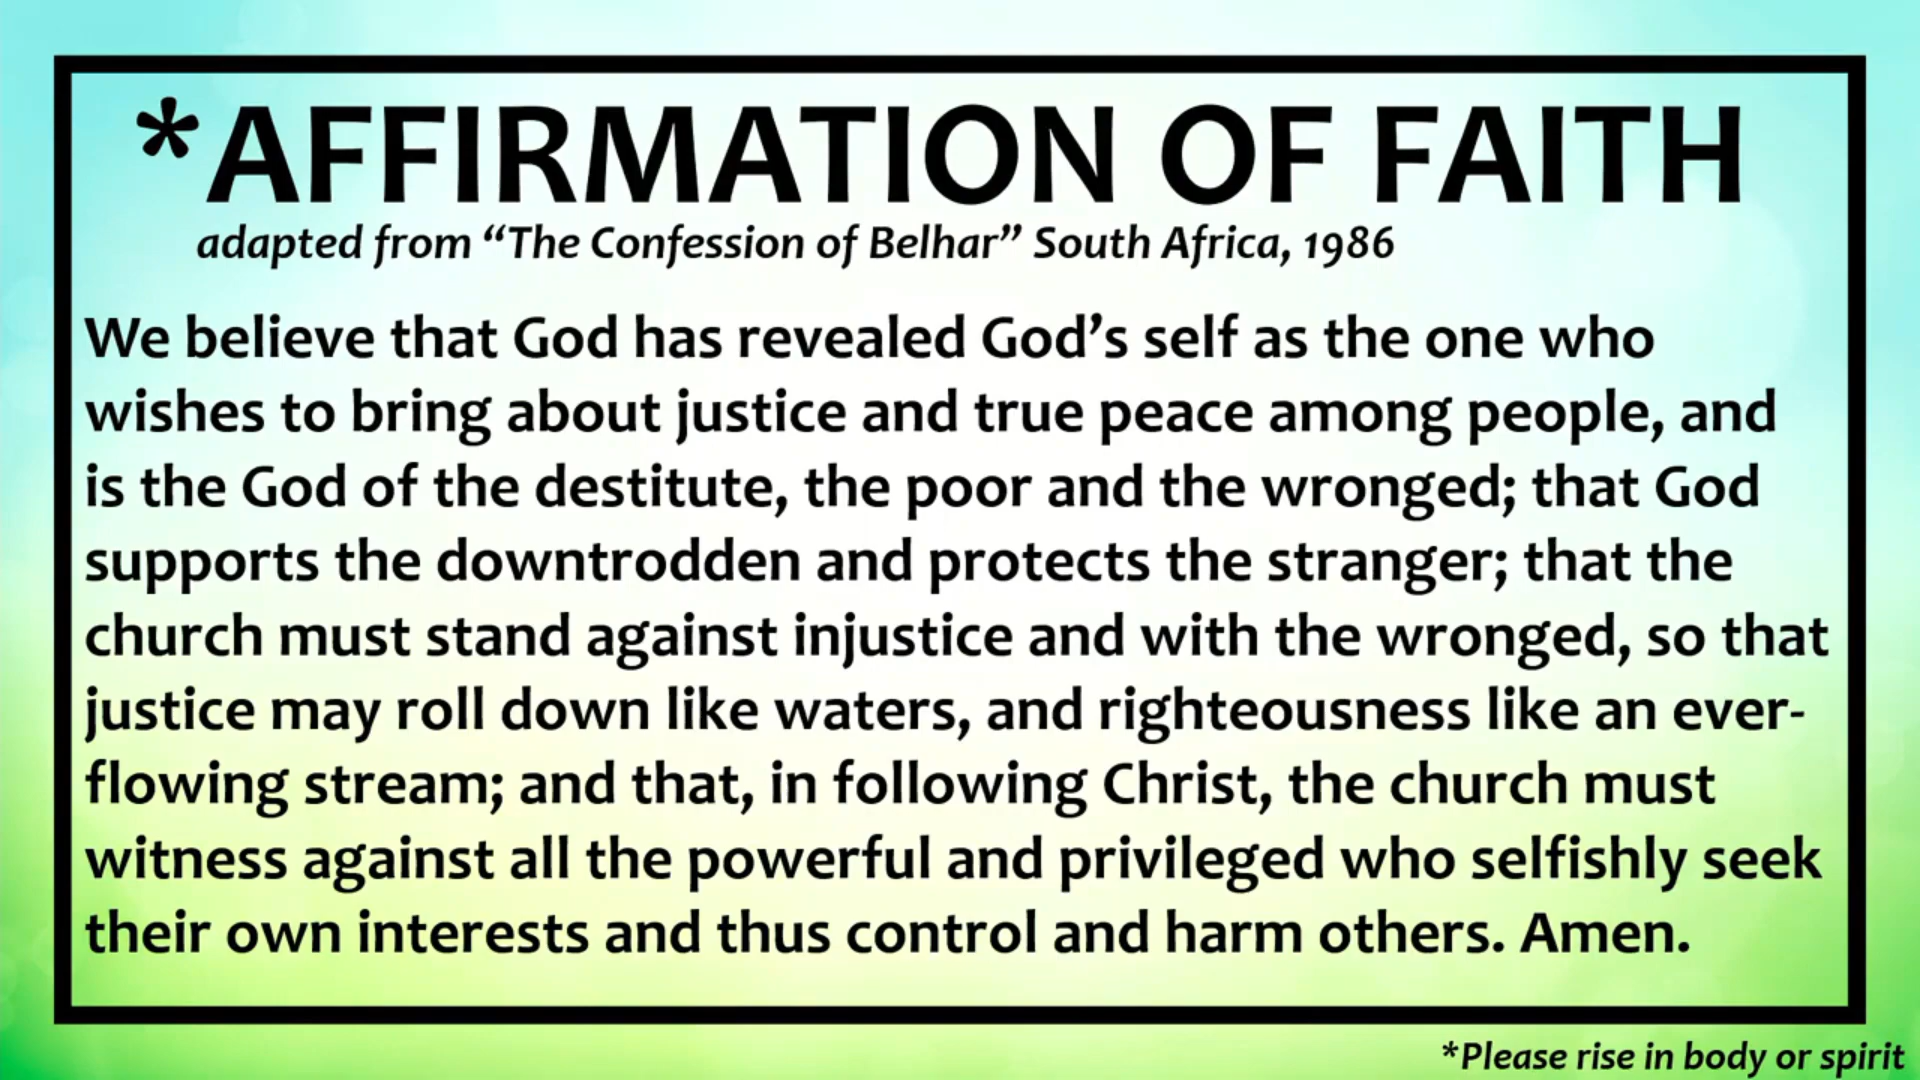 *AFFIRMATION OF FAITH
adapted from “The Confession of Belhar” South Africa, 1986
We believe that God has revealed God’s self as the one who
wishes to bring about justice and true peace among people, and
is the God of the destitute, the poor and the wronged; that God
supports the downtrodden and protects the stranger; that the
church must stand against injustice and with the wronged, so that
justice may roll down like waters, and righteousness like an ever-
flowing stream; and that, in following Christ, the church must
witness against all the powerful and privileged who selfishly seek
their own interests and thus control and harm others. Amen.
*Please rise in body or spirit